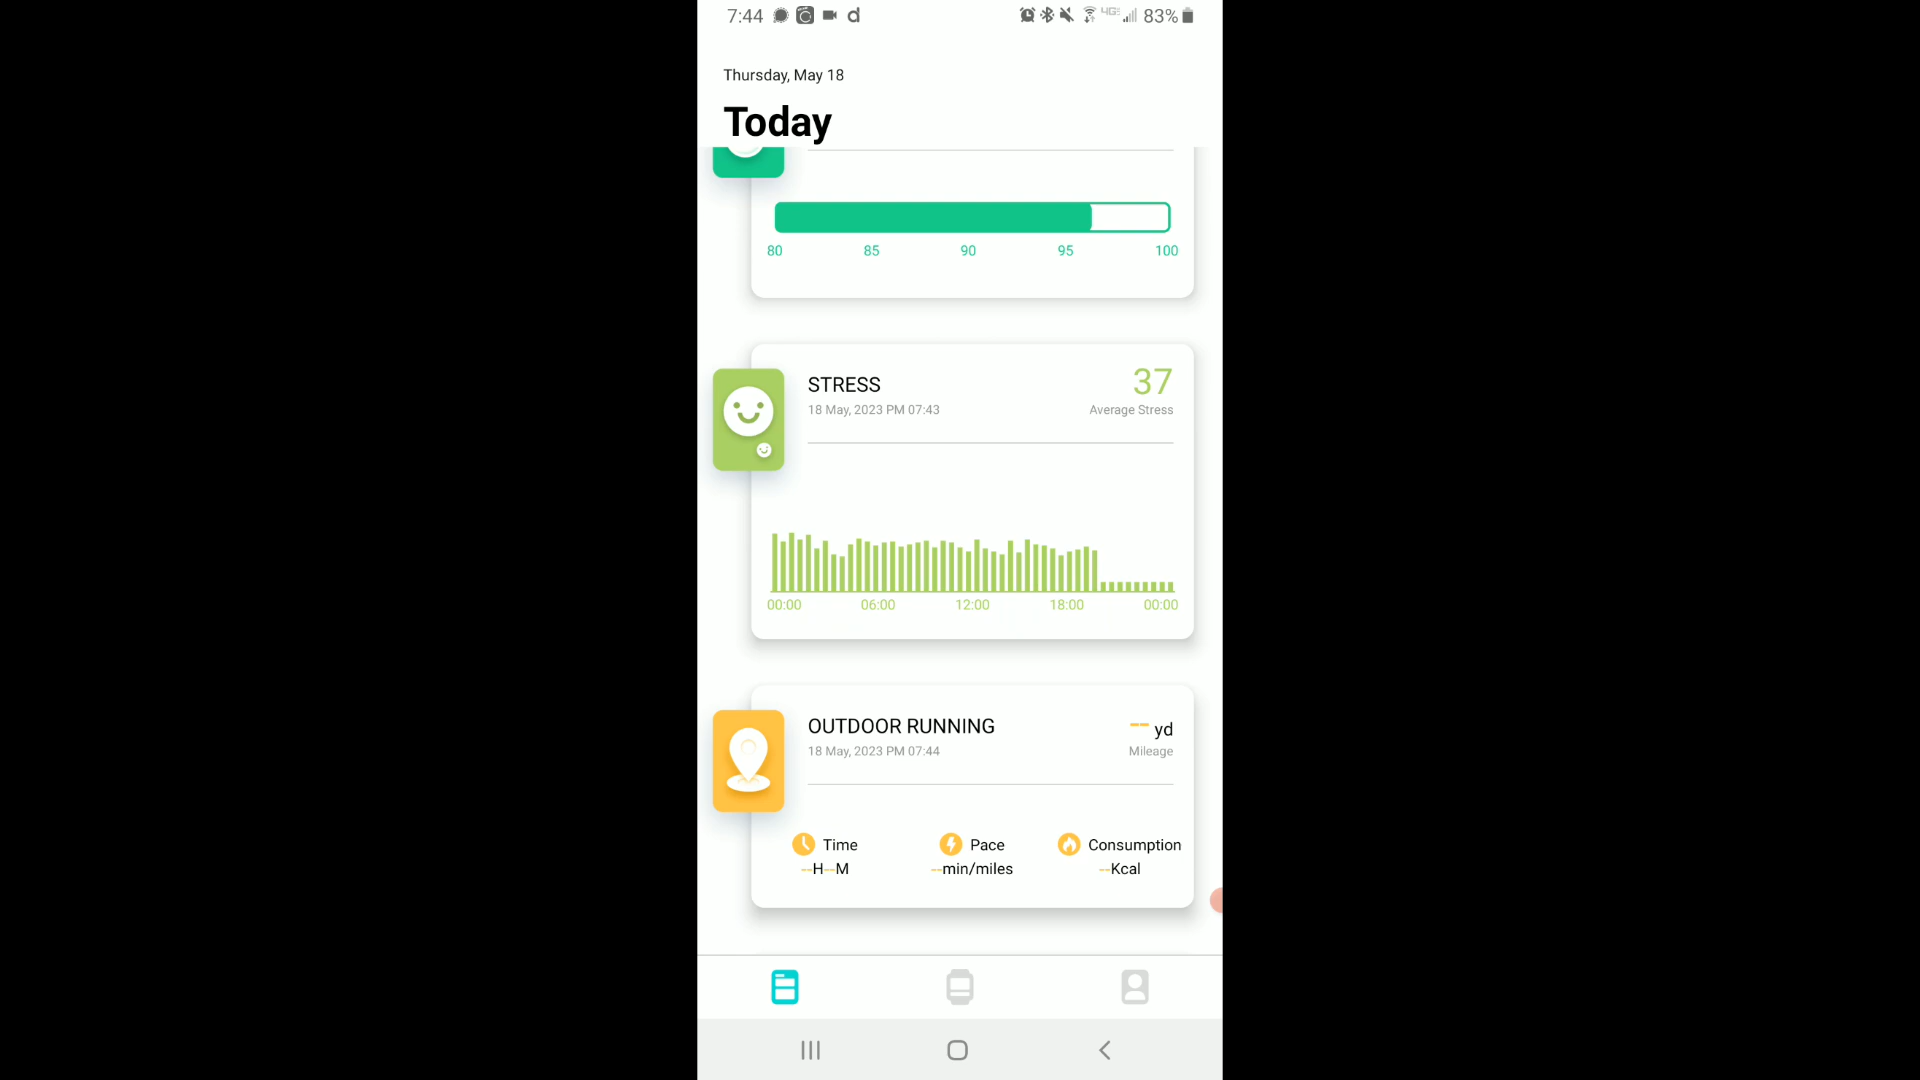 7:44 d 4GE 83%
Thursday, May 18
Today
80 85 90 95 100
STRESS 37
18 May, 2023 PM 07:43 Average Stress
00:00 06:00 12:00 18:00 00:00
OUTDOOR RUNNING -- yd
18 May, 2023 PM 07:44 Mileage
Time Pace Consumption
--H--M --min/miles --Kcal